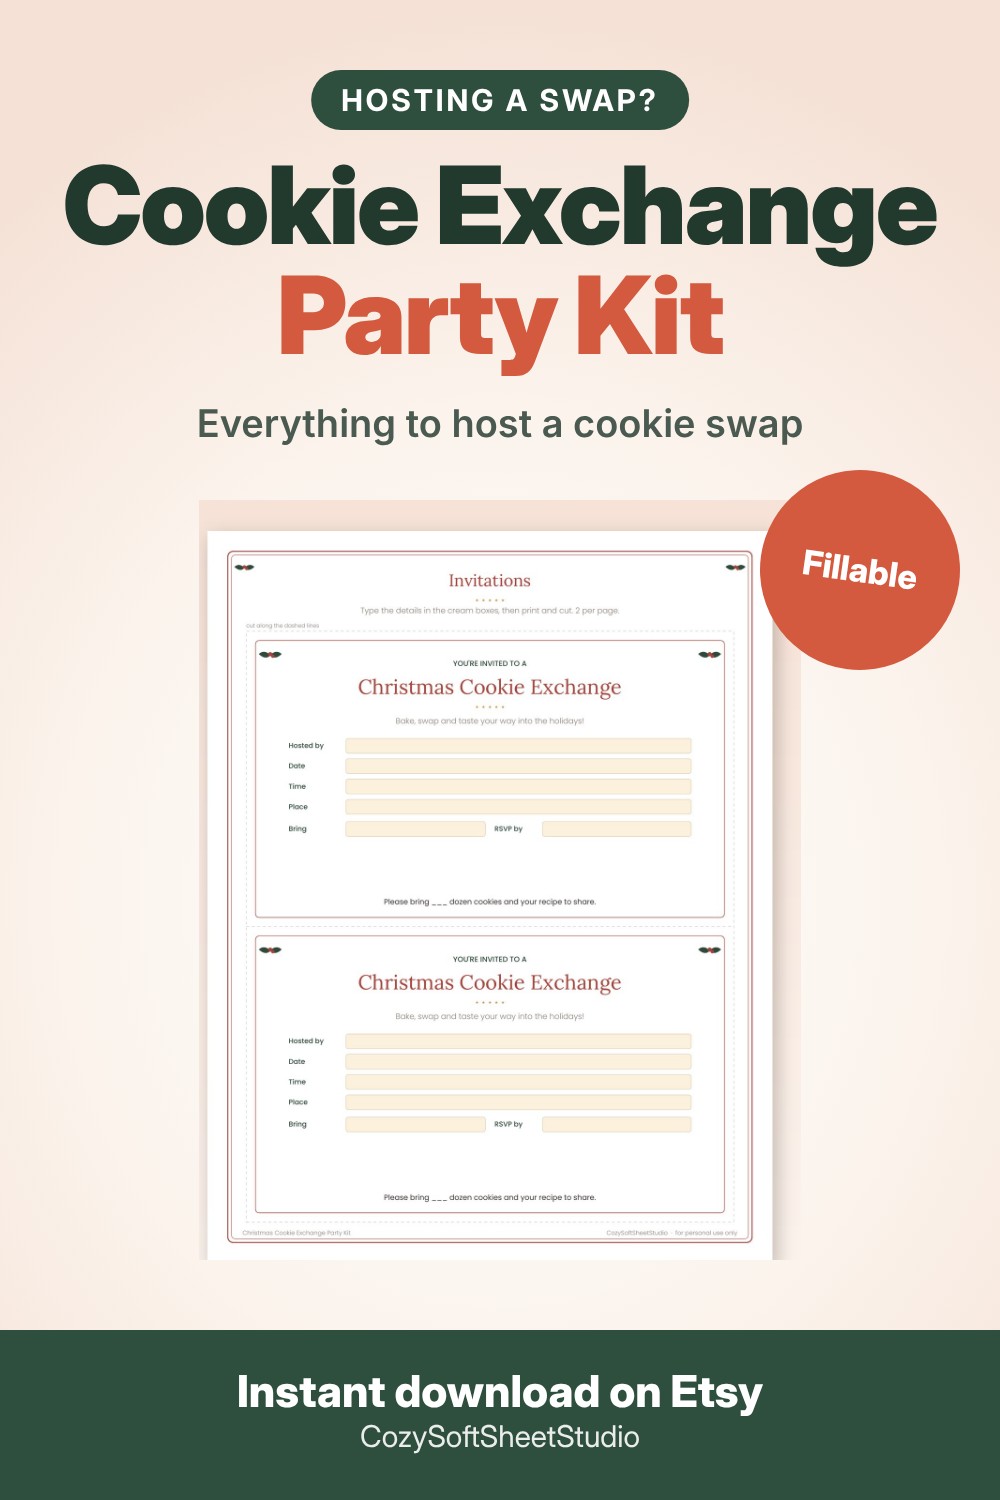 HOSTING A SWAP?
Cookie Exchange
Party Kit
Everything to host a cookie swap
Fillable
Invitations
Type the details in the cream boxes, then print and cut. 2 per page.
cut along the dashed lines
YOU'RE INVITED TO A
Christmas Cookie Exchange
Bake, swap and taste your way into the holidays!
Hosted by
Date
Time
Place
Bring RSVP by
Please bring ___ dozen cookies and your recipe to share.
YOU'RE INVITED TO A
Christmas Cookie Exchange
Bake, swap and taste your way into the holidays!
Hosted by
Date
Time
Place
Bring RSVP by
Please bring ___ dozen cookies and your recipe to share.
Christmas Cookie Exchange Party Kit CozySoftSheetStudio · for personal use only
Instant download on Etsy
CozySoftSheetStudio